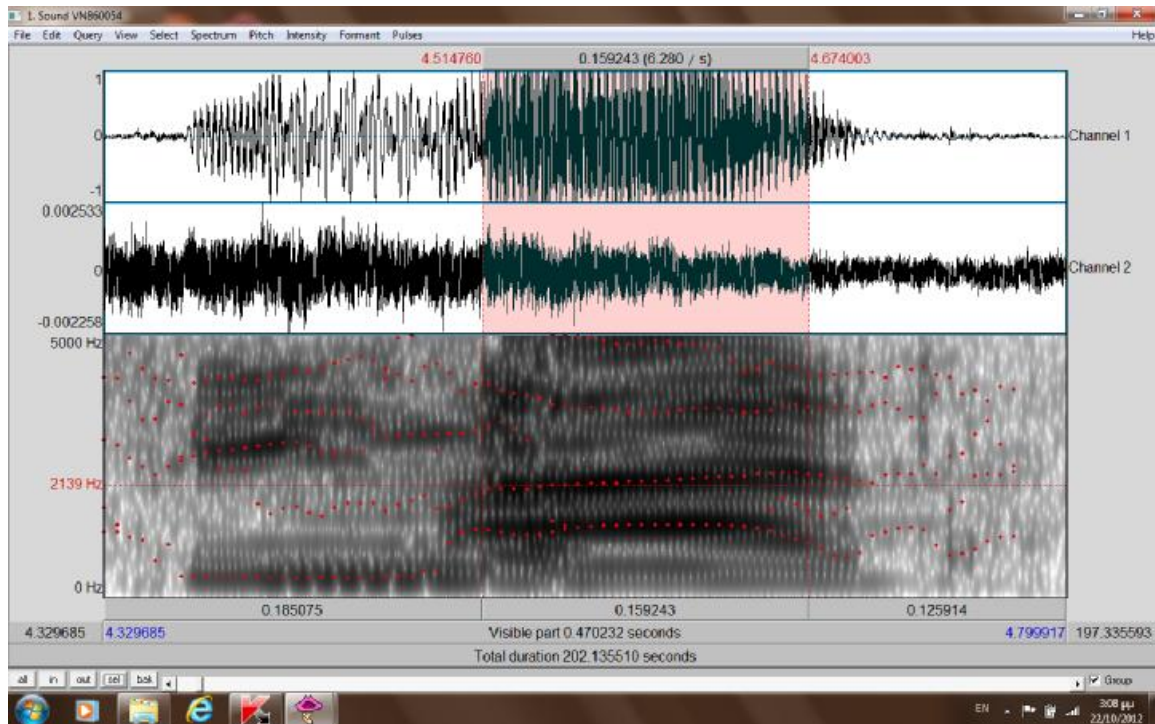 1. Sound VN860054
File Edit Query View Select Spectrum Pitch Intensity Formant Pulses Help
4.514760 0.159243 (6.280 / s) 4.674003
1
0 Channel 1
-1
0.002533
0 Channel 2
-0.002258
5000 Hz
2139 Hz
0 Hz
0.185075 0.159243 0.125914
4.329685 4.329685 Visible part 0.470232 seconds 4.799917 197.335593
Total duration 202.135510 seconds
all in out sel bak Group
EN 3:08 μμ
22/10/2012